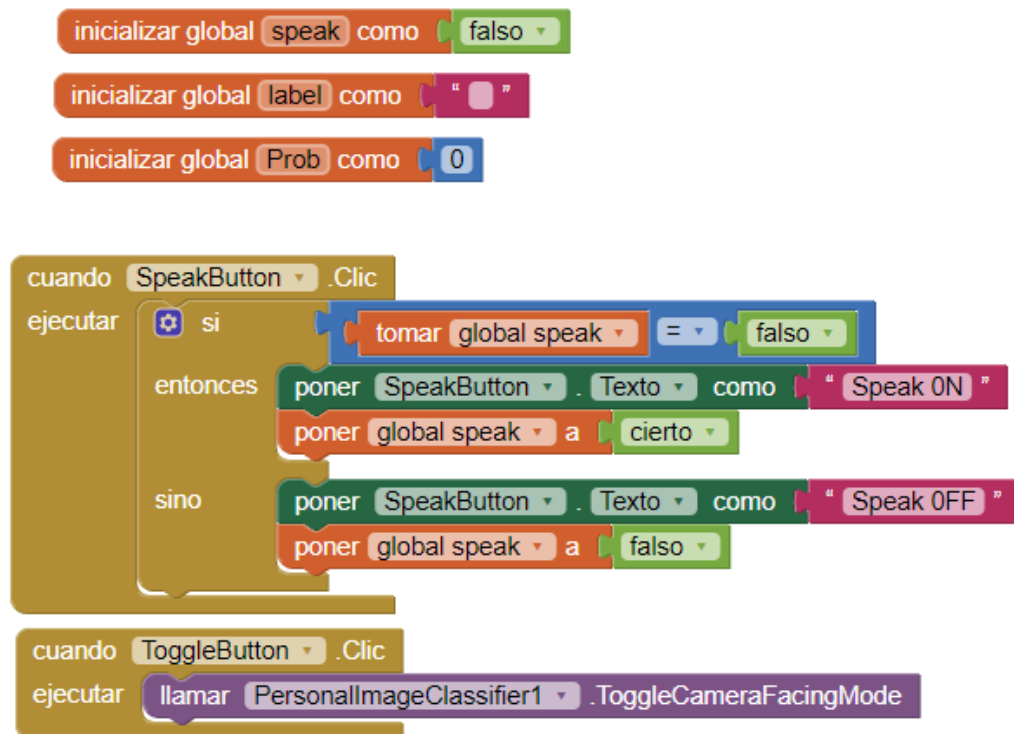 inicializar global speak como falso
inicializar global label como " "
inicializar global Prob como 0
cuando SpeakButton .Clic
ejecutar si tomar global speak = falso
entonces poner SpeakButton . Texto como " Speak 0N "
poner global speak a cierto
sino poner SpeakButton . Texto como " Speak 0FF "
poner global speak a falso
cuando ToggleButton .Clic
ejecutar llamar PersonalImageClassifier1 .ToggleCameraFacingMode